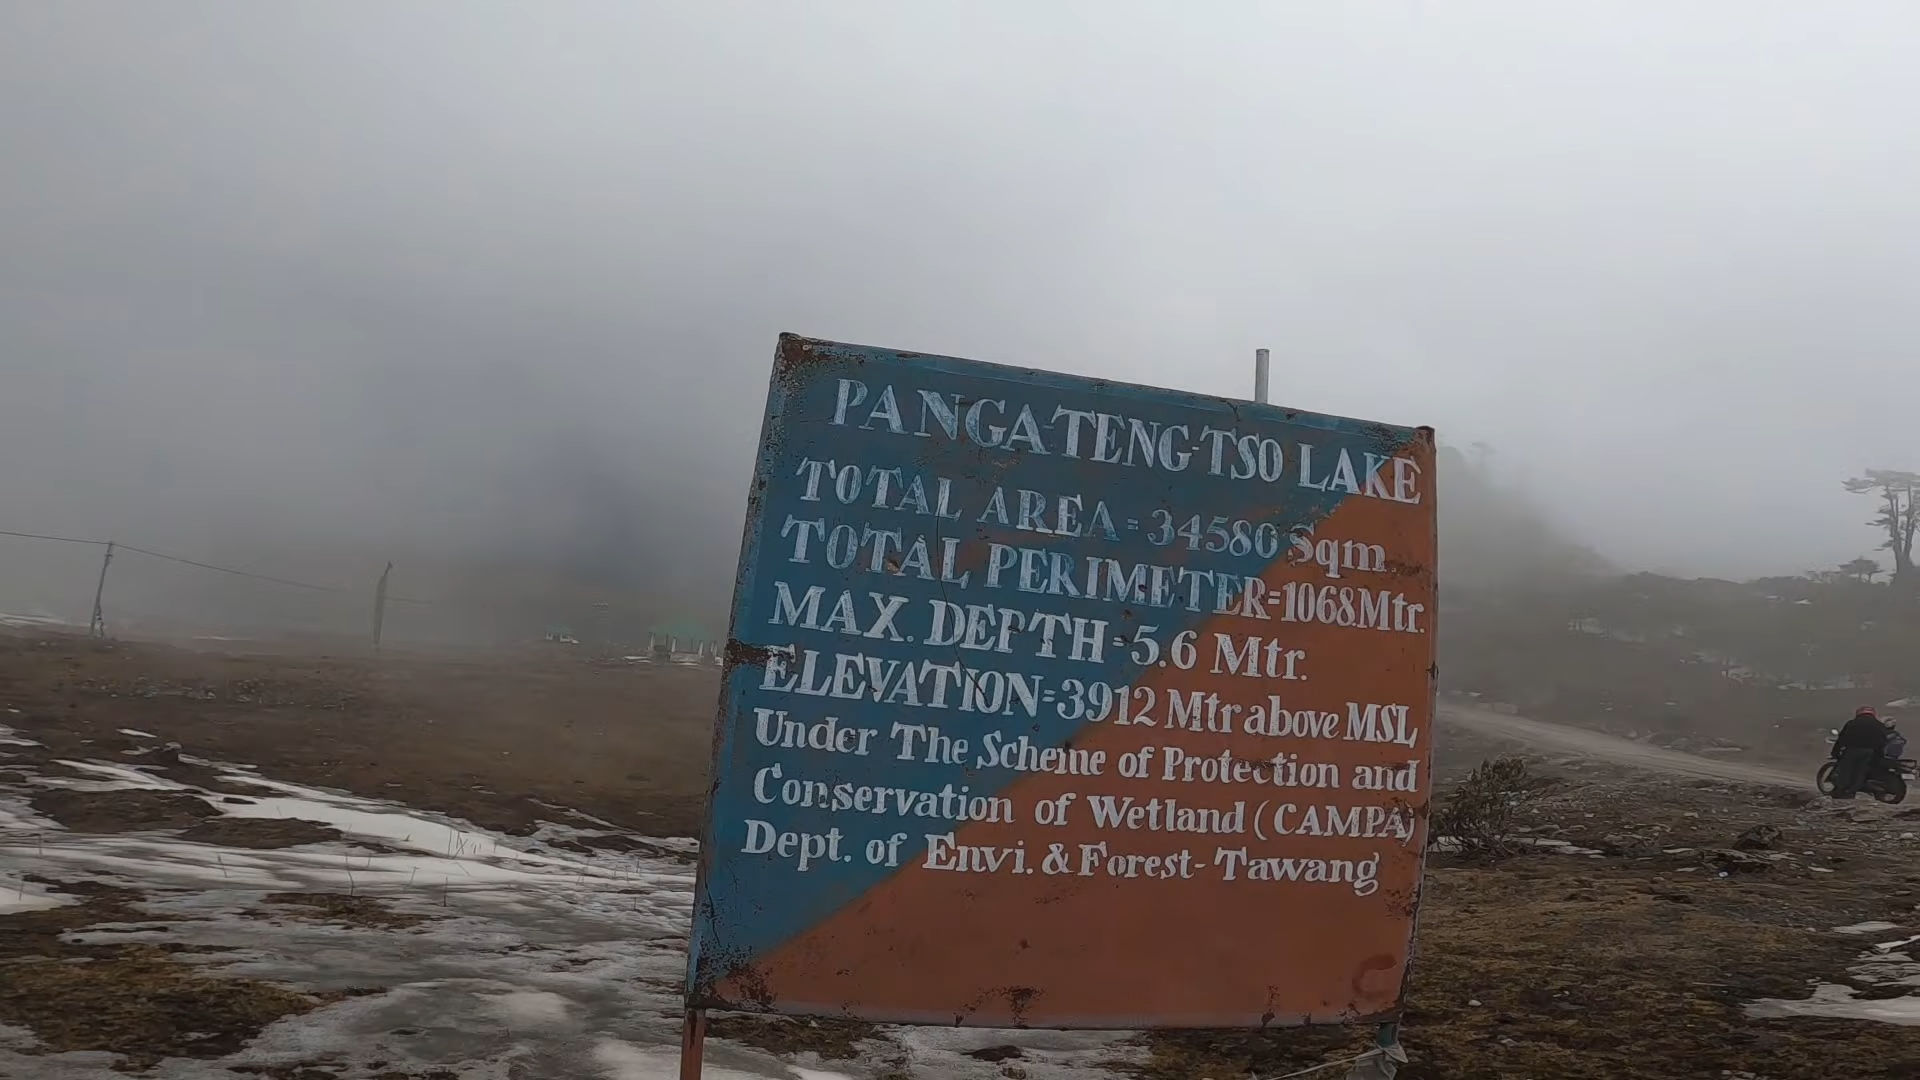 PANGA-TENG-TSO LAKE
TOTAL AREA = 34580 Sqm.
TOTAL PERIMETER=1068Mtr.
MAX. DEPTH=5.6 Mtr.
ELEVATION=3912 Mtr above MSL
Under The Scheme of Protection and
Conservation of Wetland (CAMPA)
Dept. of Envi. & Forest- Tawang